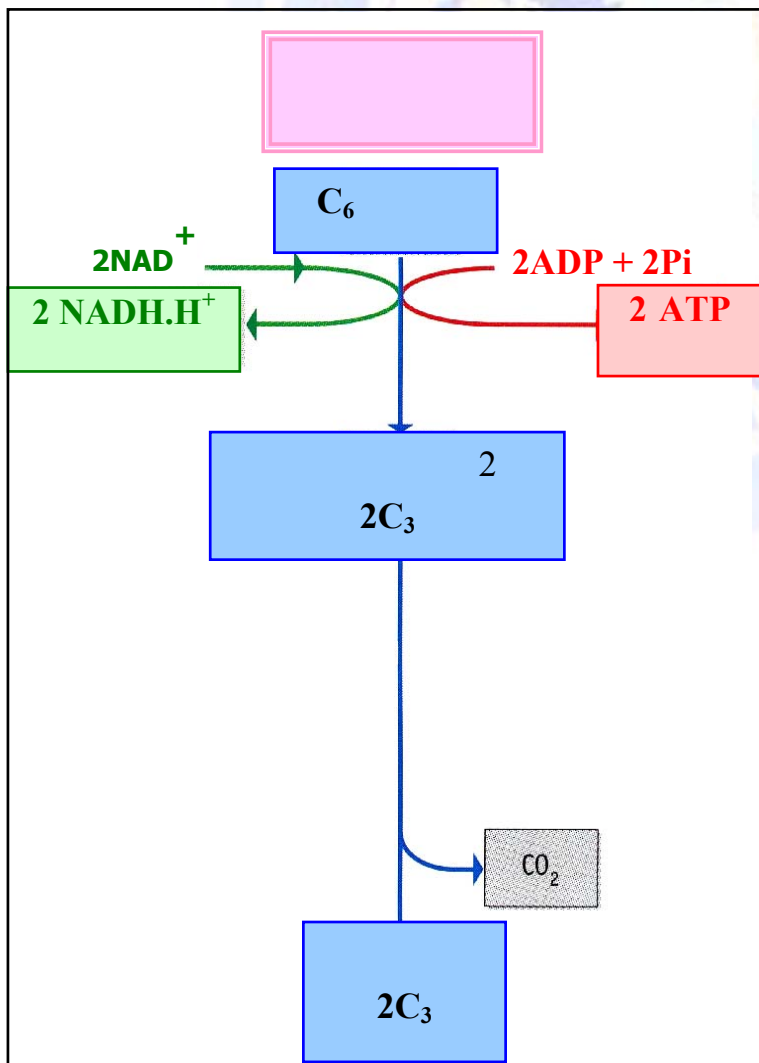 C₆
2NAD⁺
2ADP + 2Pi
2 NADH.H⁺
2 ATP
2
2C₃
CO₂
2C₃